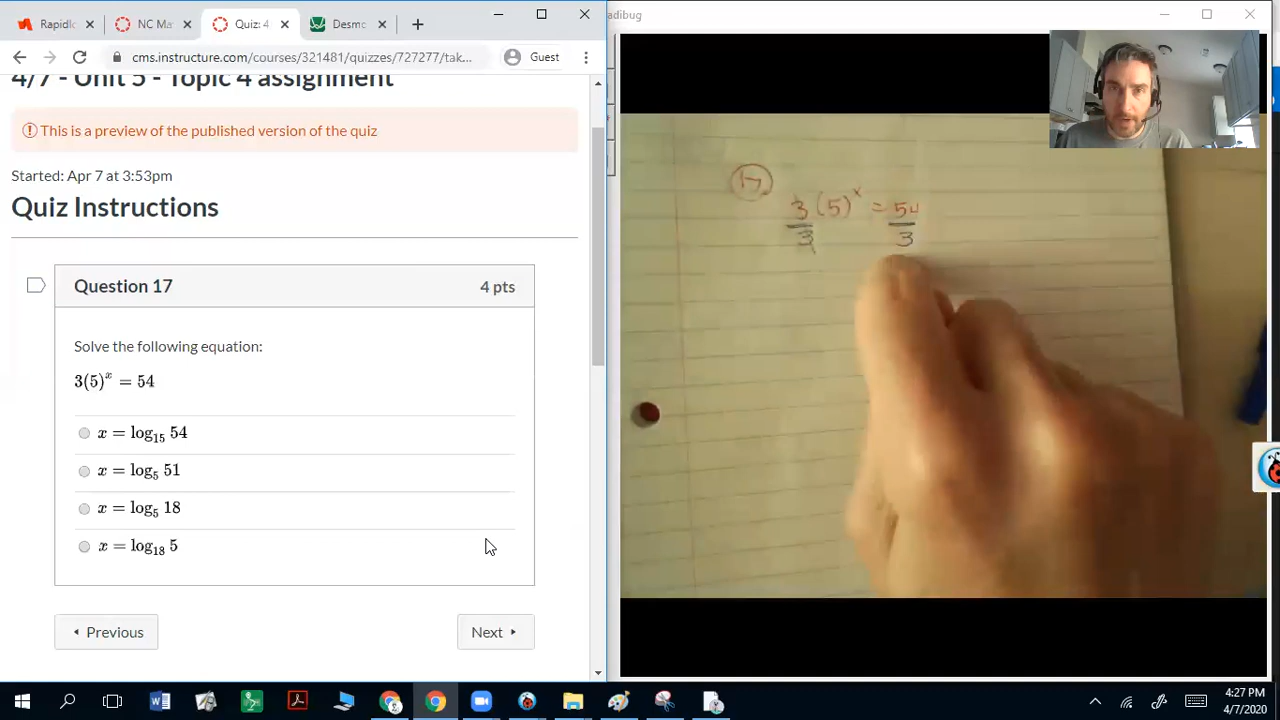 Rapidl
NC Ma
Quiz: 4
Desmo
adibug
cms.instructure.com/courses/321481/quizzes/727277/tak...
Guest
4/7 - Unit 5 - Topic 4 assignment
This is a preview of the published version of the quiz
Started: Apr 7 at 3:53pm
Quiz Instructions
Question 17
4 pts
Solve the following equation:
3(5)^x = 54
x = log₁₅ 54
x = log₅ 51
x = log₅ 18
x = log₁₈ 5
Previous
Next
17
3(5)^x = 54
3 3
4:27 PM
4/7/2020